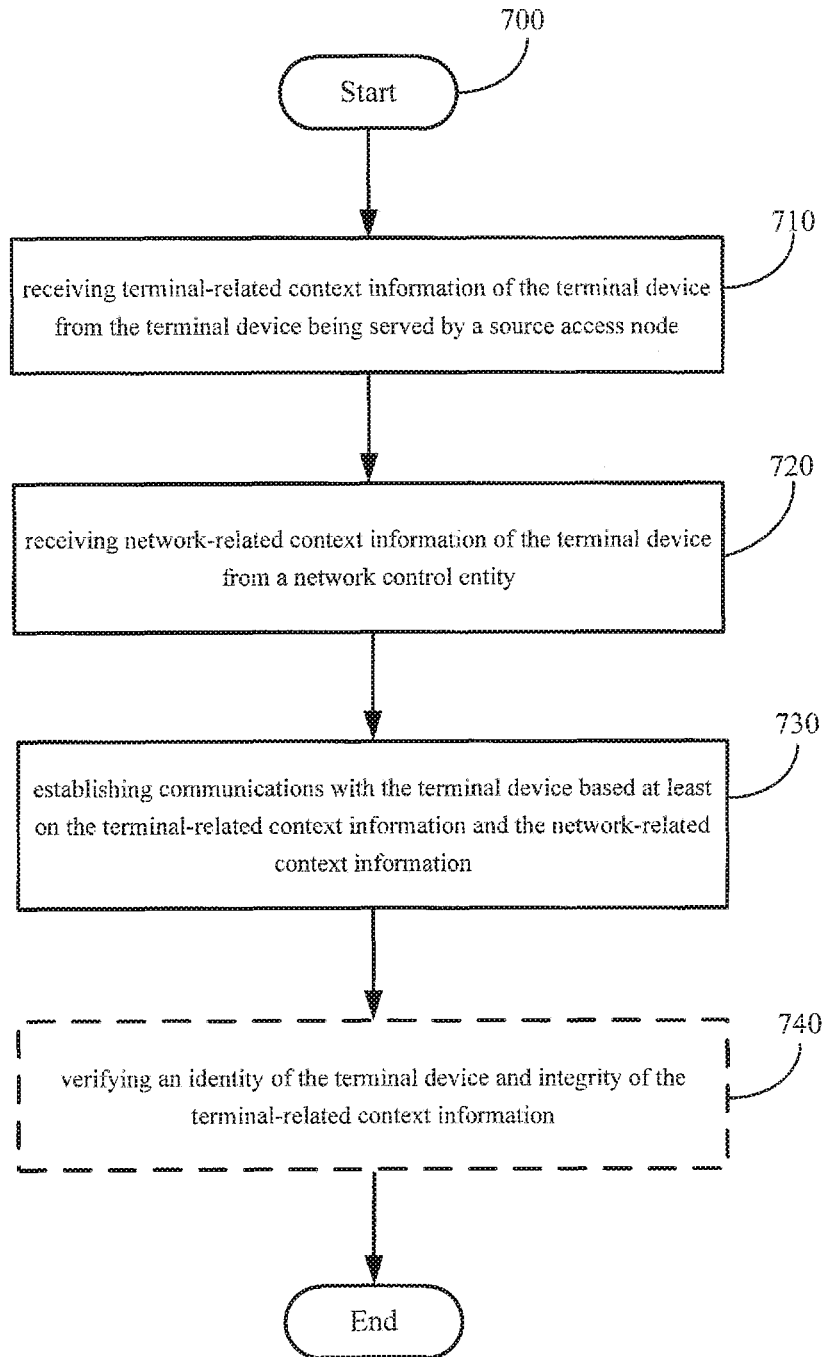 700
Start
710
receiving terminal-related context information of the terminal device
from the terminal device being served by a source access node
720
receiving network-related context information of the terminal device
from a network control entity
730
establishing communications with the terminal device based at least
on the terminal-related context information and the network-related
context information
740
verifying an identity of the terminal device and integrity of the
terminal-related context information
End